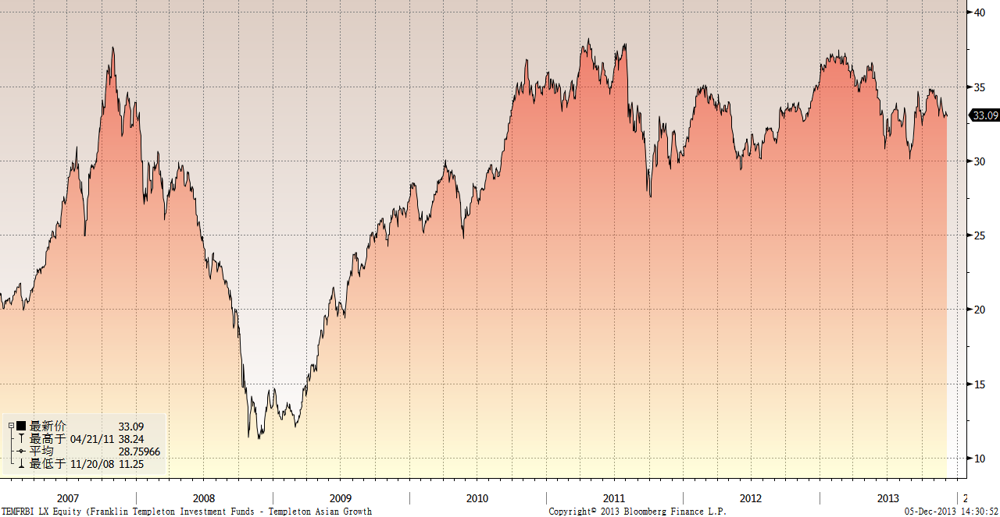 40
35
33.09
30
25
20
15
10
最新价 33.09
最高于 04/21/11 38.24
平均 28.75966
最低于 11/20/08 11.25
2007 2008 2009 2010 2011 2012 2013 2
TEMFRBI LX Equity (Franklin Templeton Investment Funds - Templeton Asian Growth Copyright© 2013 Bloomberg Finance L.P. 05-Dec-2013 14:30:52